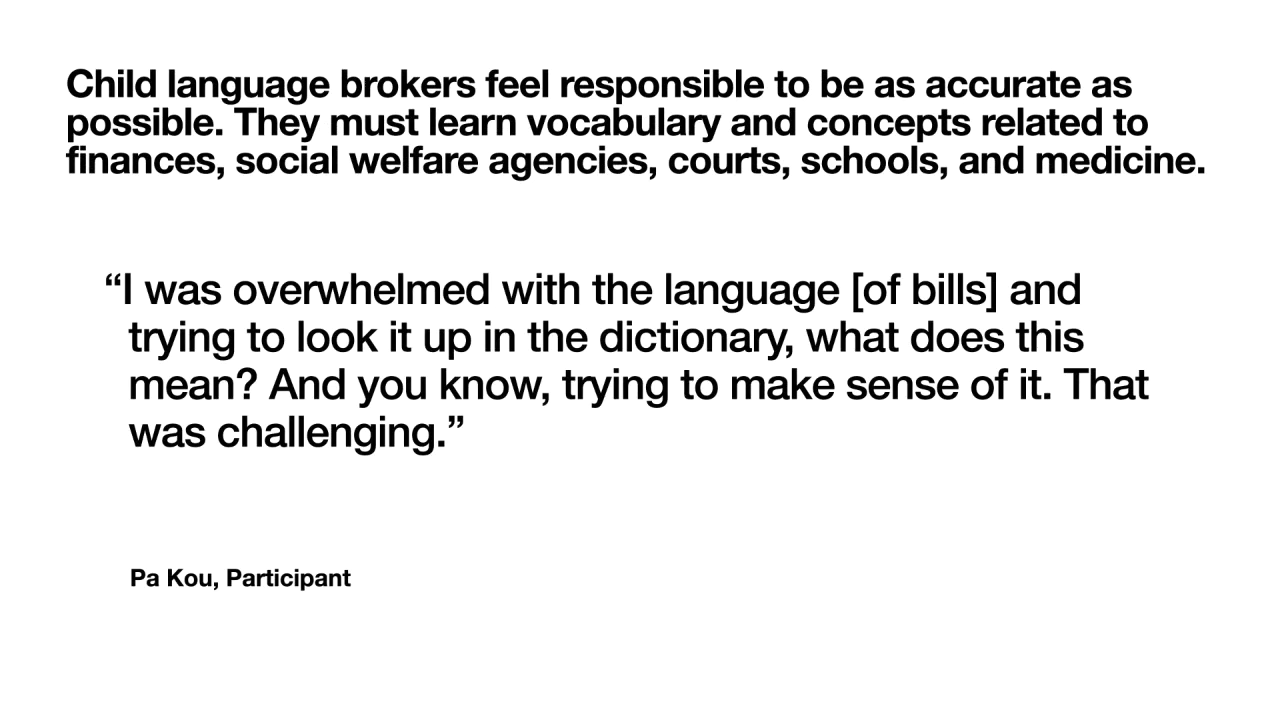 Child language brokers feel responsible to be as accurate as
possible. They must learn vocabulary and concepts related to
finances, social welfare agencies, courts, schools, and medicine.
“I was overwhelmed with the language [of bills] and
trying to look it up in the dictionary, what does this
mean? And you know, trying to make sense of it. That
was challenging.”
Pa Kou, Participant